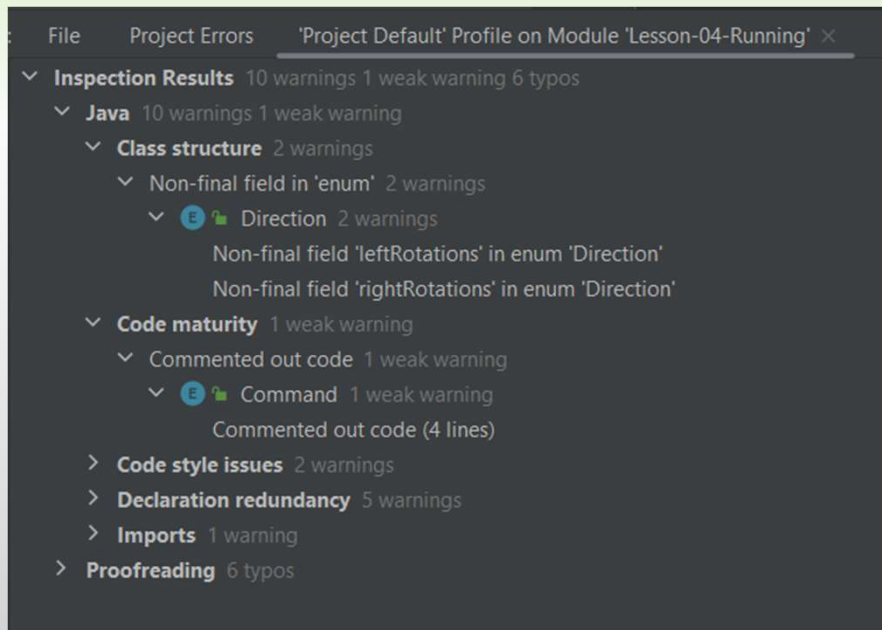 : File Project Errors 'Project Default' Profile on Module 'Lesson-04-Running' ×
Inspection Results 10 warnings 1 weak warning 6 typos
Java 10 warnings 1 weak warning
Class structure 2 warnings
Non-final field in 'enum' 2 warnings
E Direction 2 warnings
Non-final field 'leftRotations' in enum 'Direction'
Non-final field 'rightRotations' in enum 'Direction'
Code maturity 1 weak warning
Commented out code 1 weak warning
E Command 1 weak warning
Commented out code (4 lines)
Code style issues 2 warnings
Declaration redundancy 5 warnings
Imports 1 warning
Proofreading 6 typos